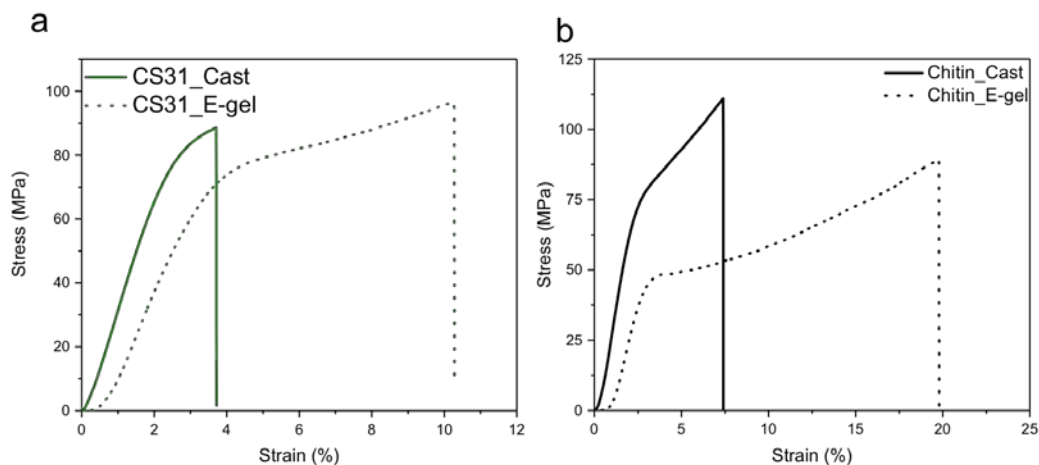 a
CS31_Cast
CS31_E-gel
Stress (MPa)
100
80
60
40
20
0
0 2 4 6 8 10 12
Strain (%)
b
Chitin_Cast
Chitin_E-gel
Stress (MPa)
125
100
75
50
25
0
0 5 10 15 20 25
Strain (%)